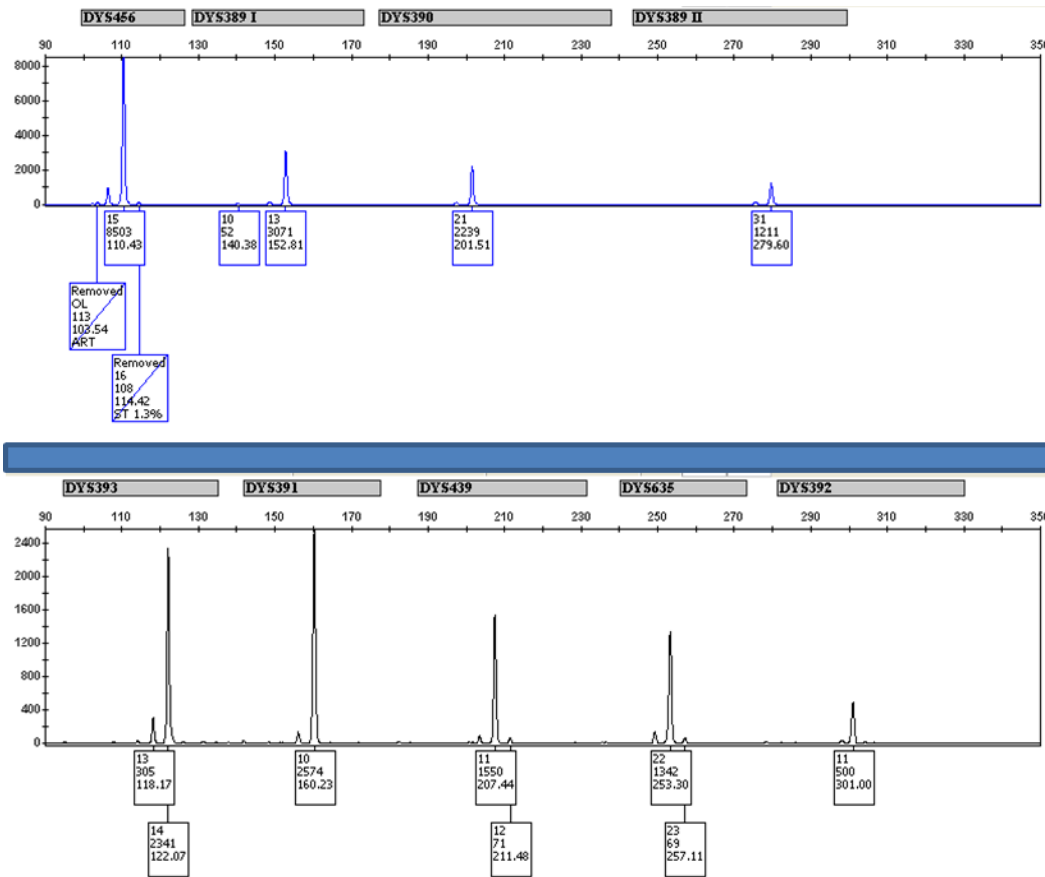 DYS456 DYS389 I DYS390 DYS389 II
90 110 130 150 170 190 210 230 250 270 290 310 330 350
8000
6000
4000
2000
0
15 10 13 21 31
8503 52 3071 2239 1211
110.43 140.38 152.81 201.51 279.60
Removed
OL
113
103.54
ART
Removed
16
108
114.42
ST 1.3%
DYS393 DYS391 DYS439 DYS635 DYS392
90 110 130 150 170 190 210 230 250 270 290 310 330 350
2400
2000
1600
1200
800
400
0
13 10 11 22 11
305 2574 1550 1342 500
118.17 160.23 207.44 253.30 301.00
14 12 23
2341 71 69
122.07 211.48 257.11